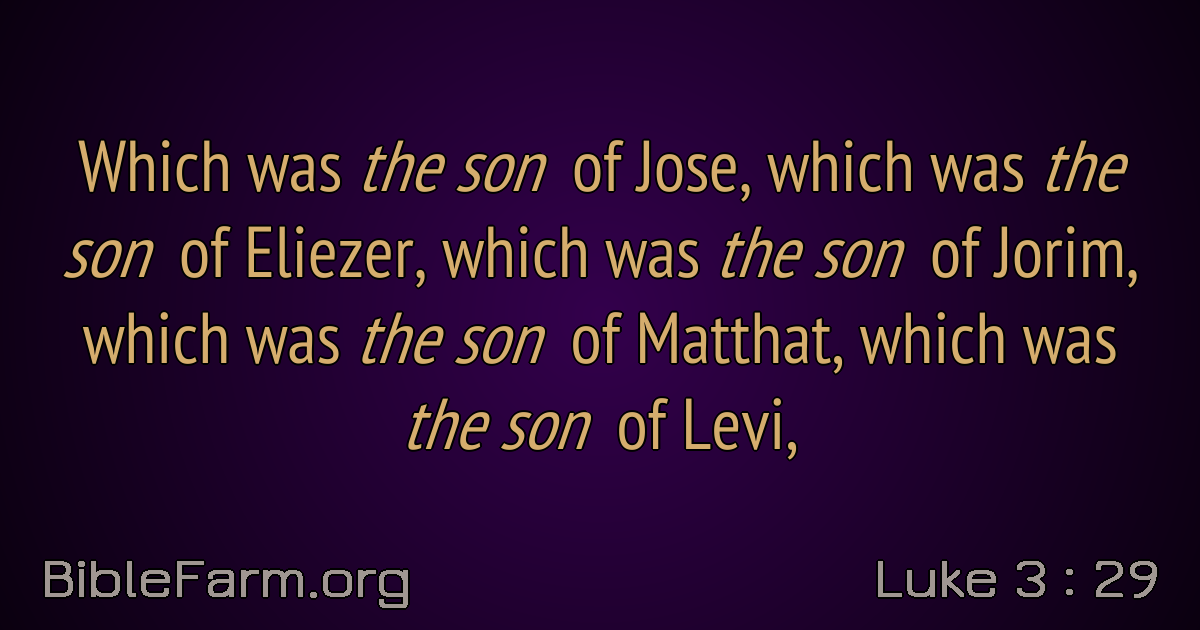 Which was the son of Jose, which was the
son of Eliezer, which was the son of Jorim,
which was the son of Matthat, which was
the son of Levi,
BibleFarm.org
Luke 3 : 29